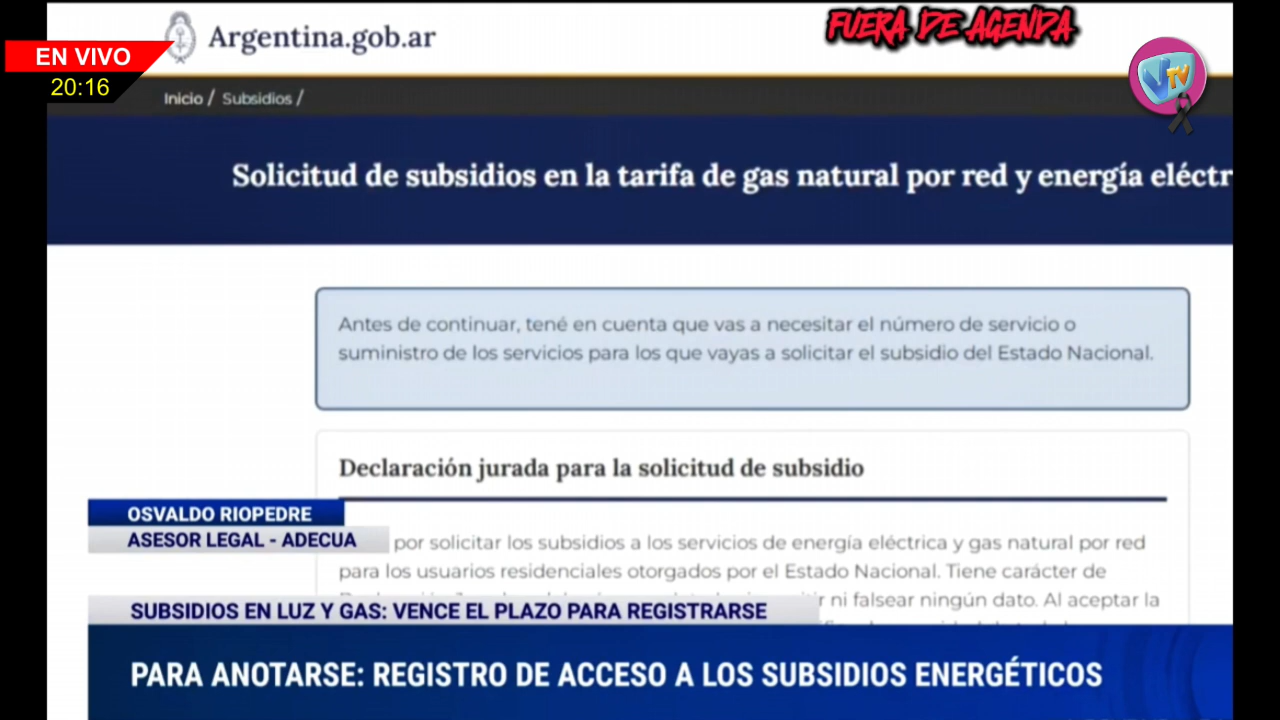 Argentina.gob.ar
FUERA DE AGENDA
EN VIVO
20:16
VTV
Inicio / Subsidios /
Solicitud de subsidios en la tarifa de gas natural por red y energía eléctr
Antes de continuar, tené en cuenta que vas a necesitar el número de servicio o
suministro de los servicios para los que vayas a solicitar el subsidio del Estado Nacional.
Declaración jurada para la solicitud de subsidio
OSVALDO RIOPEDRE
ASESOR LEGAL - ADECUA
por solicitar los subsidios a los servicios de energía eléctrica y gas natural por red
para los usuarios residenciales otorgados por el Estado Nacional. Tiene carácter de
ni falsear ningún dato. Al aceptar la
SUBSIDIOS EN LUZ Y GAS: VENCE EL PLAZO PARA REGISTRARSE
PARA ANOTARSE: REGISTRO DE ACCESO A LOS SUBSIDIOS ENERGÉTICOS